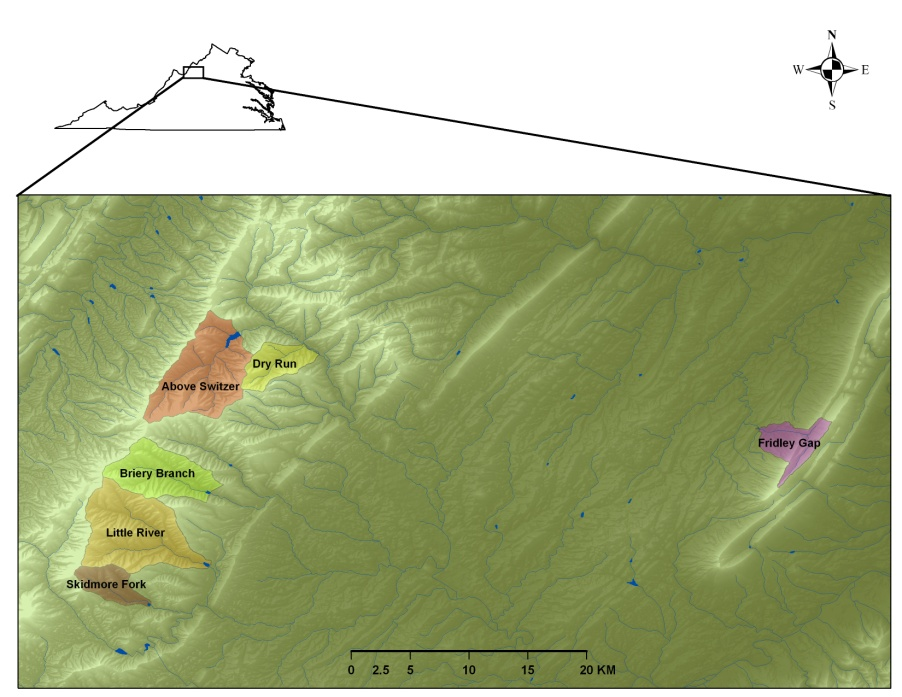 N
W E
S
Dry Run
Above Switzer
Fridley Gap
Briery Branch
Little River
Skidmore Fork
0 2.5 5 10 15 20 KM